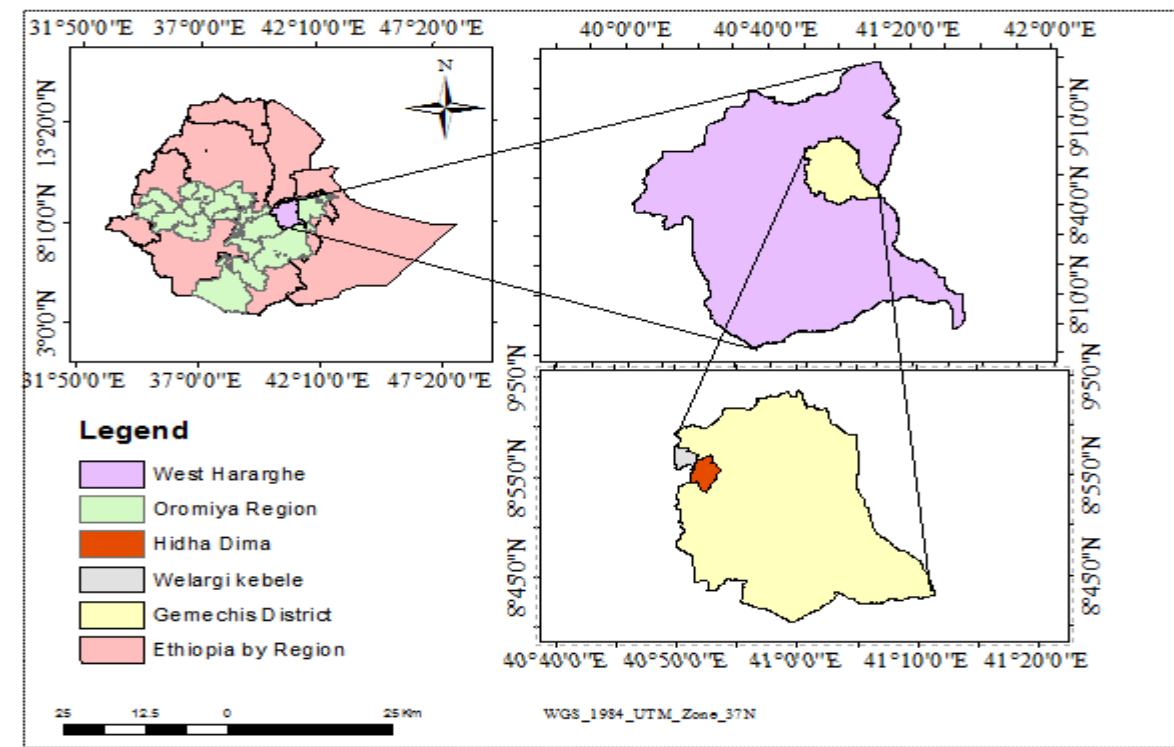 31°50'0"E 37°0'0"E 42°10'0"E 47°20'0"E
40°0'0"E 40°40'0"E 41°20'0"E 42°0'0"E
N
13°20'0"N
8°10'0"N
3°0'0"N
9°10'0"N
8°40'0"N
8°10'0"N
31°50'0"E 37°0'0"E 42°10'0"E 47°20'0"E
9°5'0"N
8°55'0"N
8°45'0"N
9°5'0"N
8°55'0"N
8°45'0"N
40°40'0"E 40°50'0"E 41°0'0"E 41°10'0"E 41°20'0"E
Legend
West Hararghe
Oromiya Region
Hidha Dima
Welargi kebele
Gemechis District
Ethiopia by Region
25 12.5 0 25 Km
WGS_1984_UTM_Zone_37N